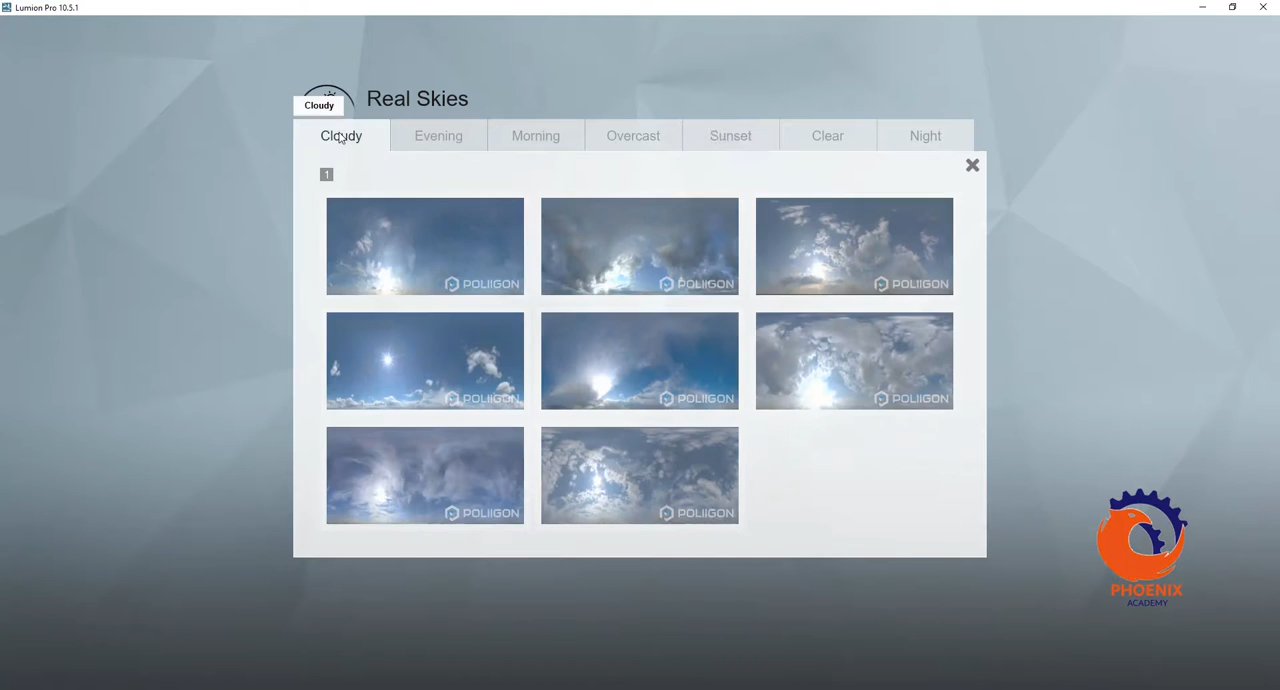 Lumion Pro 10.5.1
Real Skies
Cloudy
Cloudy Evening Morning Overcast Sunset Clear Night
1
POLIIGON POLIIGON POLIIGON
POLIIGON POLIIGON POLIIGON
POLIIGON POLIIGON
PHOENIX
ACADEMY